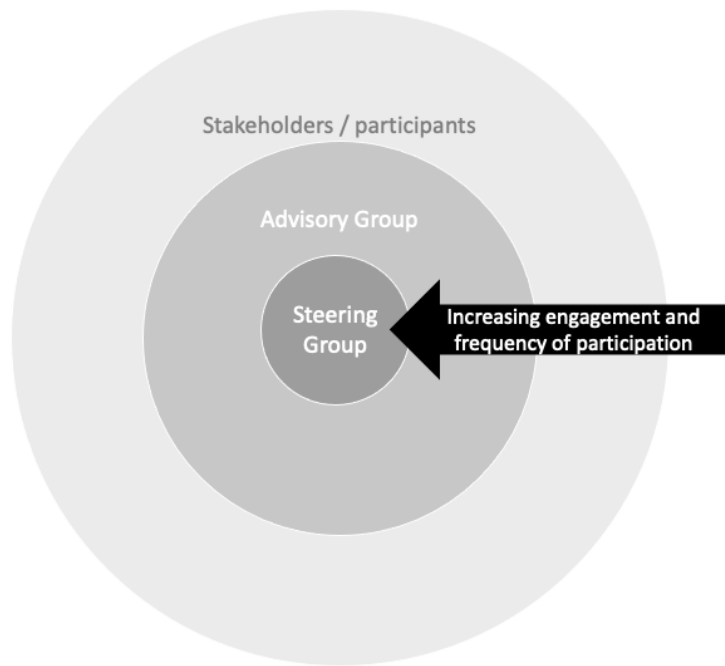 Stakeholders / participants
Advisory Group
Steering
Group
Increasing engagement and
frequency of participation